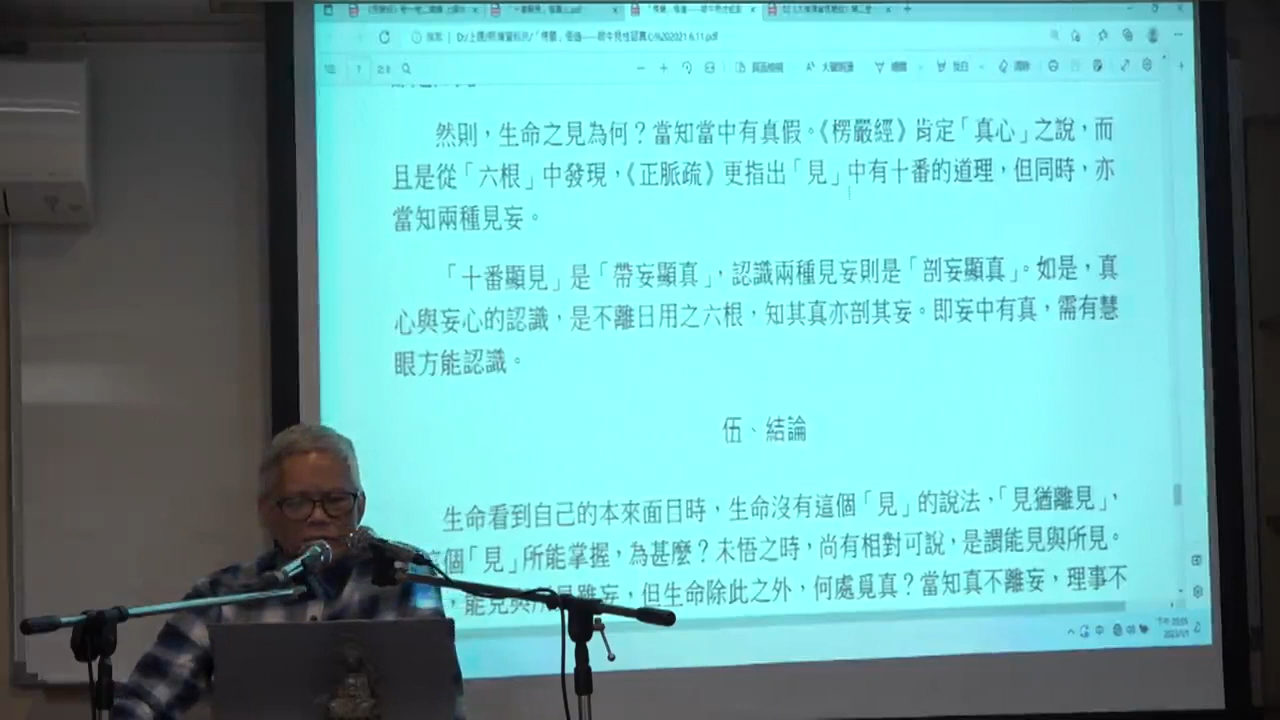 然則，生命之見為何？當知當中有真假。《楞嚴經》肯定「真心」之說，而
且是從「六根」中發現，《正脈疏》更指出「見」中有十番的道理，但同時，亦
當知兩種見妄。
「十番顯見」是「帶妄顯真」，認識兩種見妄則是「剖妄顯真」。如是，真
心與妄心的認識，是不離日用之六根，知其真亦剖其妄。即妄中有真，需有慧
眼方能認識。
伍、結論
生命看到自己的本來面目時，生命沒有這個「見」的說法，「見猶離見」，
個「見」所能掌握，為甚麼？未悟之時，尚有相對可說，是謂能見與所見。
，能見與所見雖妄，但生命除此之外，何處覓真？當知真不離妄，理事不